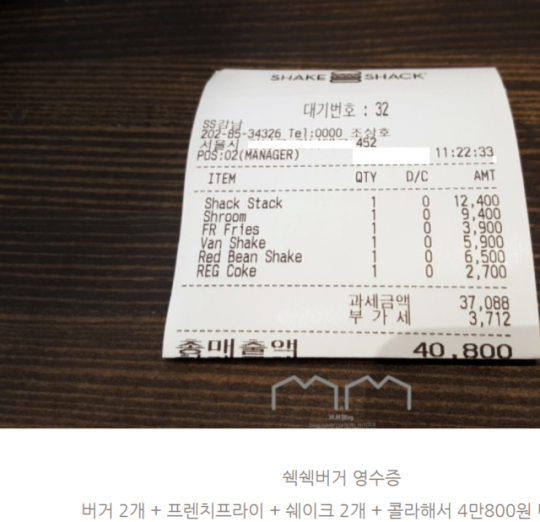 SHAKE SHACK
대기번호 : 32
SS강남
202-85-34326 Tel:0000 조상호
서울시 452
POS:02(MANAGER) 11:22:33
ITEM QTY D/C AMT
Shack Stack 1 0 12,400
Shroom 1 0 9,400
FR Fries 1 0 3,900
Van Shake 1 0 5,900
Red Bean Shake 1 0 6,500
REG Coke 1 0 2,700
과세금액 37,088
부 가 세 3,712
총매출액 40,800
쉑쉑버거 영수증
버거 2개 + 프렌치프라이 + 쉐이크 2개 + 콜라해서 4만800원